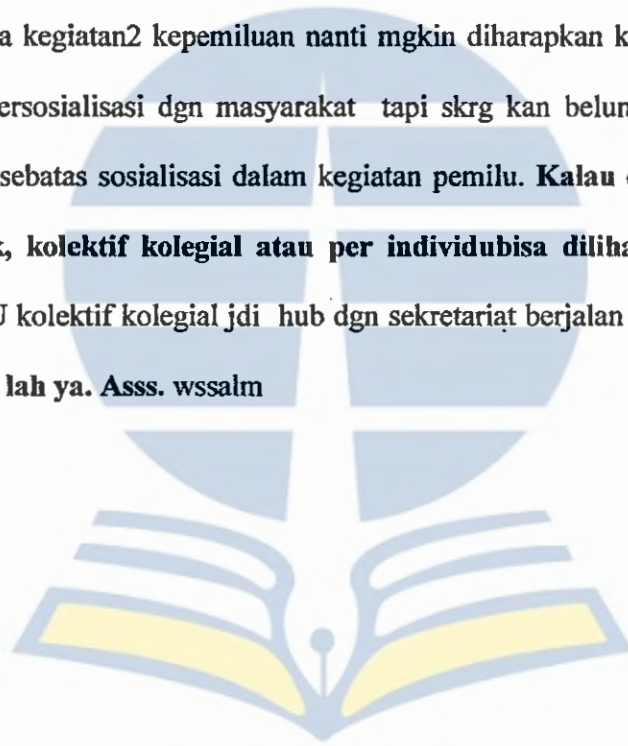 a kegiatan2 kepemiluan nanti mgkin diharapkan k
ersosialisasi dgn masyarakat tapi skrg kan belun
sebatas sosialisasi dalam kegiatan pemilu. Kalau
, kolektif kolegial atau per individubisa diliha
kolektif kolegial jdi hub dgn sekretariat berjalan
lah ya. Asss. wssalm